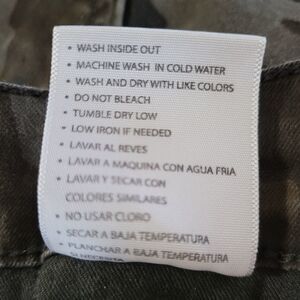 • WASH INSIDE OUT
• MACHINE WASH IN COLD WATER
• WASH AND DRY WITH LIKE COLORS
• DO NOT BLEACH
• TUMBLE DRY LOW
• LOW IRON IF NEEDED
• LAVAR AL REVES
• LAVAR A MAQUINA CON AGUA FRIA
• LAVAR Y SECAR CON
COLORES SIMILARES
• NO USAR CLORO
• SECAR A BAJA TEMPERATURA
• PLANCHAR A BAJA TEMPERATURA
SI NECESITA